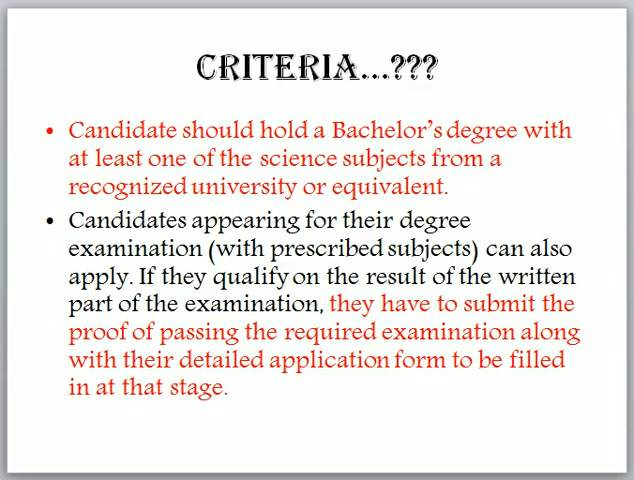 CRITERIA...???
• Candidate should hold a Bachelor's degree with
at least one of the science subjects from a
recognized university or equivalent.
• Candidates appearing for their degree
examination (with prescribed subjects) can also
apply. If they qualify on the result of the written
part of the examination, they have to submit the
proof of passing the required examination along
with their detailed application form to be filled
in at that stage.